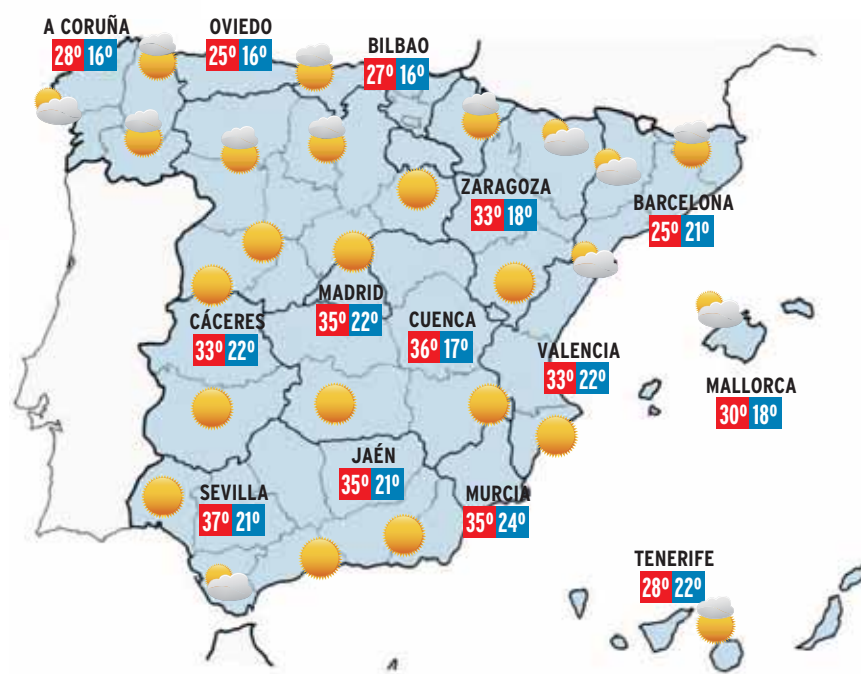 A CORUÑA
28º 16º
OVIEDO
25º 16º
BILBAO
27º 16º
ZARAGOZA
33º 18º
BARCELONA
25º 21º
MADRID
35º 22º
CÁCERES
33º 22º
CUENCA
36º 17º
VALENCIA
33º 22º
MALLORCA
30º 18º
JAÉN
35º 21º
SEVILLA
37º 21º
MURCIA
35º 24º
TENERIFE
28º 22º